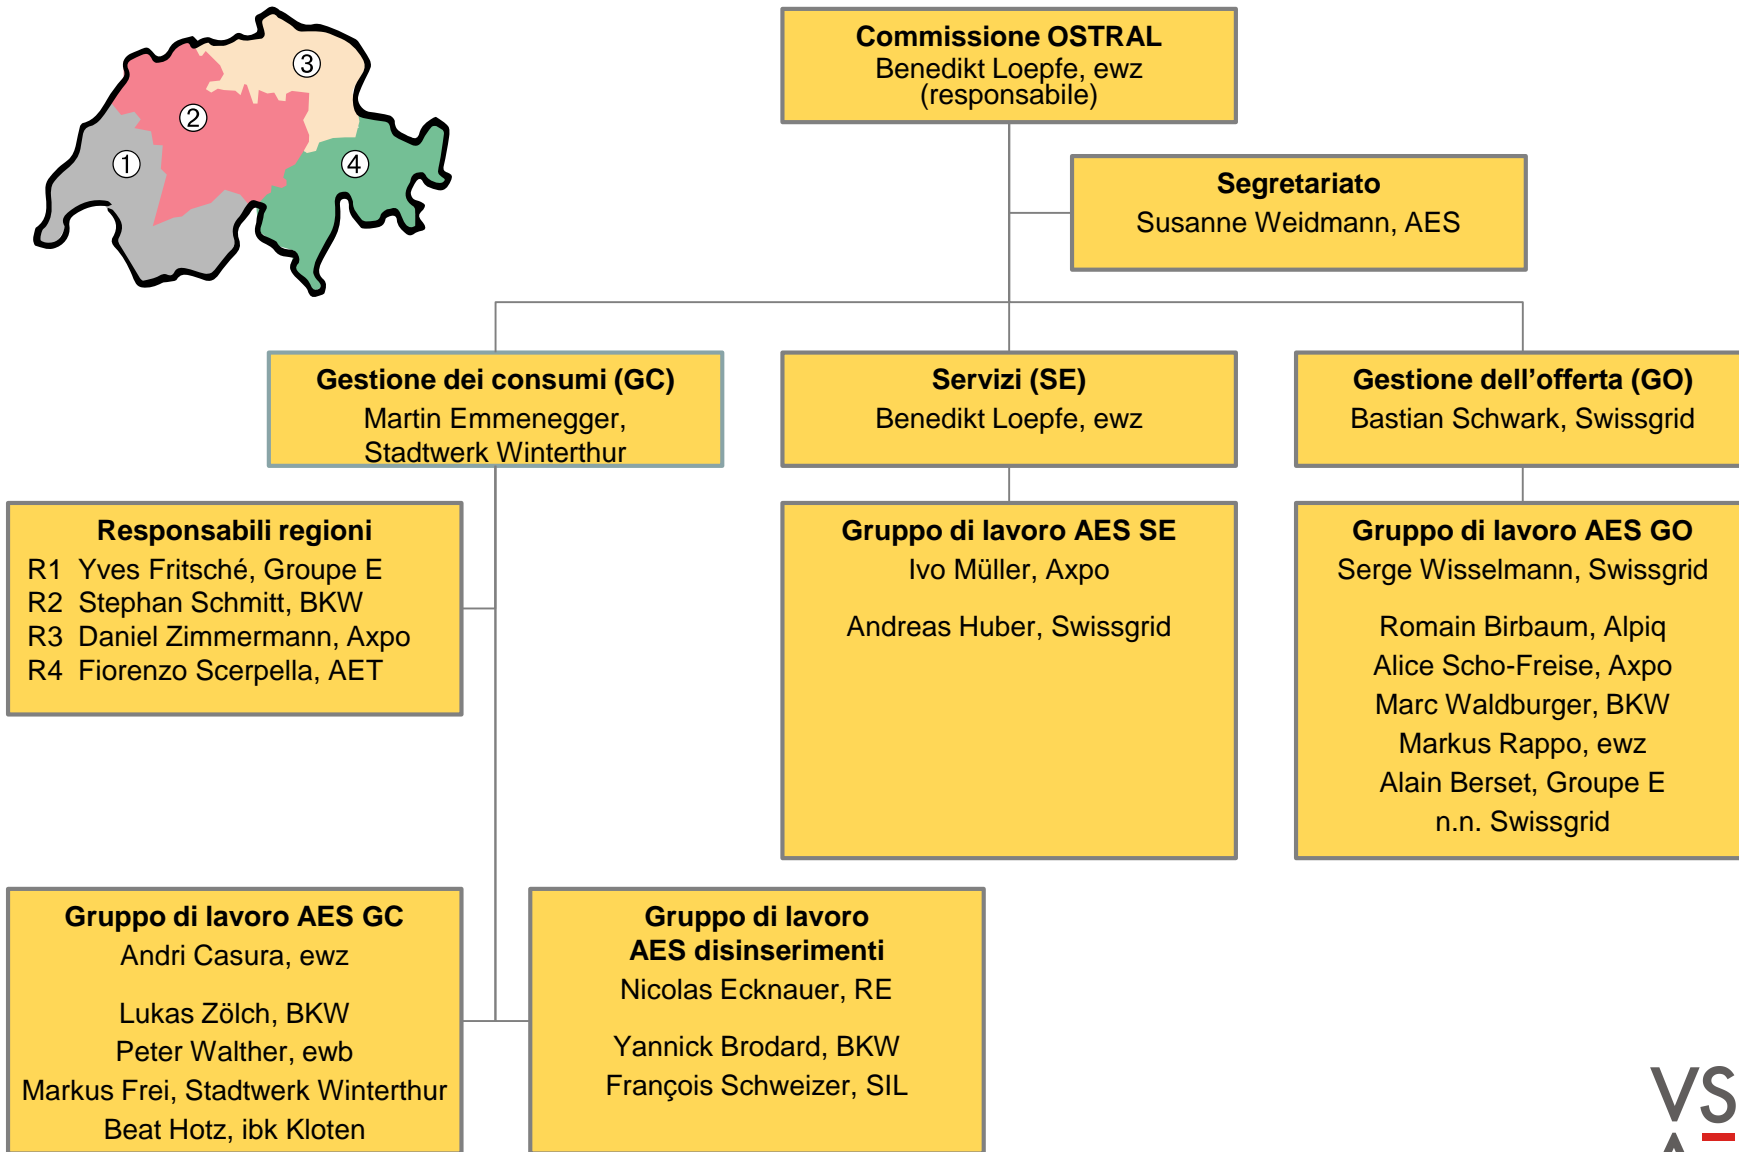 Commissione OSTRAL
Benedikt Loepfe, ewz
(responsabile)
3
2
1
4
Segretariato
Susanne Weidmann, AES
Gestione dei consumi (GC)
Martin Emmenegger,
Stadtwerk Winterthur
Servizi (SE)
Benedikt Loepfe, ewz
Gestione dell’offerta (GO)
Bastian Schwark, Swissgrid
Responsabili regioni
R1 Yves Fritsché, Groupe E
R2 Stephan Schmitt, BKW
R3 Daniel Zimmermann, Axpo
R4 Fiorenzo Scerpella, AET
Gruppo di lavoro AES SE
Ivo Müller, Axpo
Andreas Huber, Swissgrid
Gruppo di lavoro AES GO
Serge Wisselmann, Swissgrid
Romain Birbaum, Alpiq
Alice Scho-Freise, Axpo
Marc Waldburger, BKW
Markus Rappo, ewz
Alain Berset, Groupe E
n.n. Swissgrid
Gruppo di lavoro AES GC
Andri Casura, ewz
Lukas Zölch, BKW
Peter Walther, ewb
Markus Frei, Stadtwerk Winterthur
Beat Hotz, ibk Kloten
Gruppo di lavoro
AES disinserimenti
Nicolas Ecknauer, RE
Yannick Brodard, BKW
François Schweizer, SIL
VS